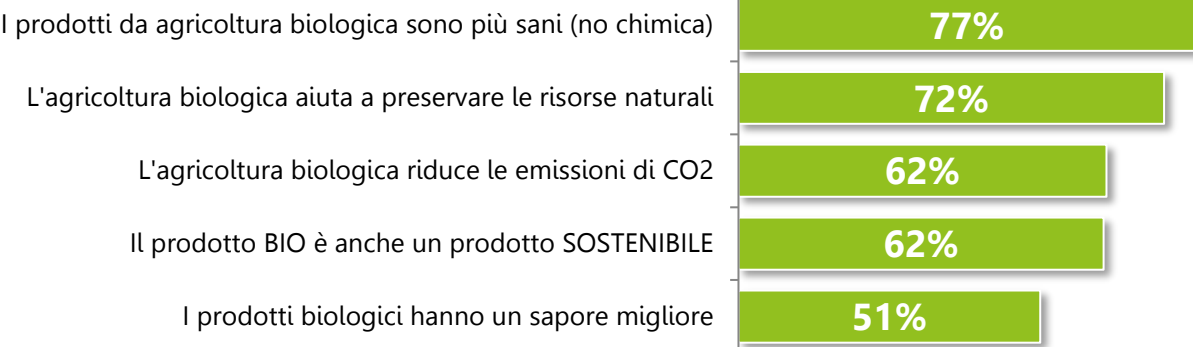 I prodotti da agricoltura biologica sono più sani (no chimica) 77%
L'agricoltura biologica aiuta a preservare le risorse naturali 72%
L'agricoltura biologica riduce le emissioni di CO2 62%
Il prodotto BIO è anche un prodotto SOSTENIBILE 62%
I prodotti biologici hanno un sapore migliore 51%